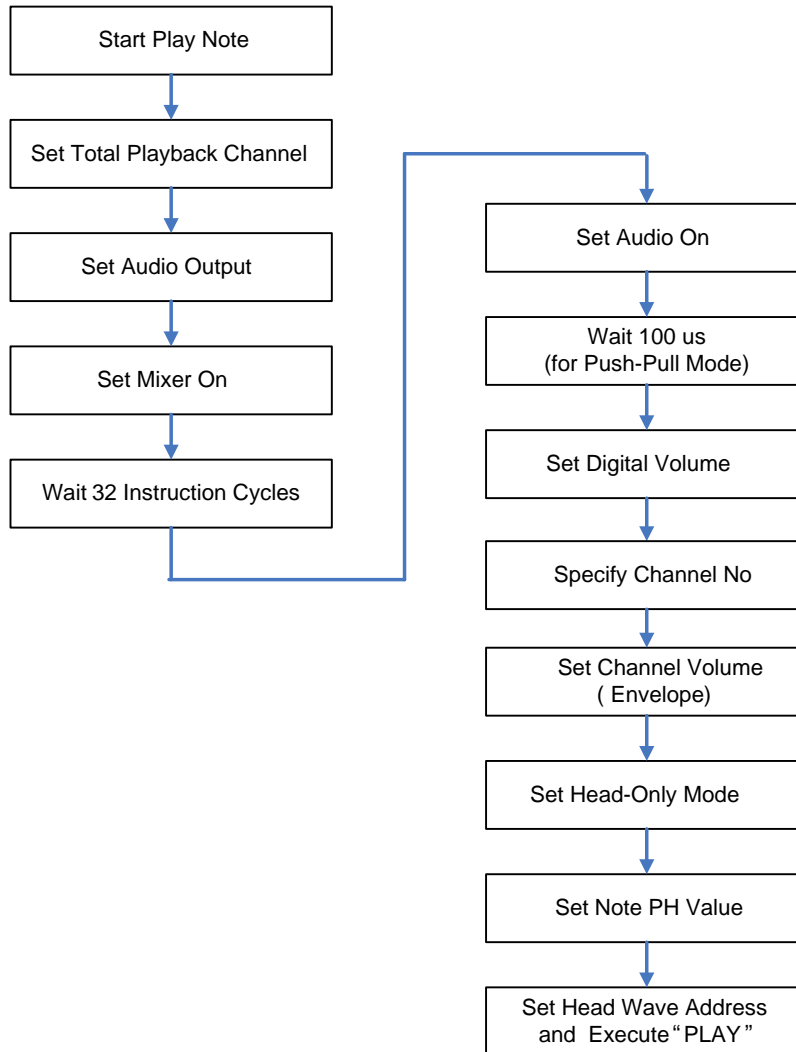 Start Play Note
Set Total Playback Channel
Set Audio Output
Set Mixer On
Wait 32 Instruction Cycles
Set Audio On
Wait 100 us
(for Push-Pull Mode)
Set Digital Volume
Specify Channel No
Set Channel Volume
( Envelope)
Set Head-Only Mode
Set Note PH Value
Set Head Wave Address
and Execute “PLAY”